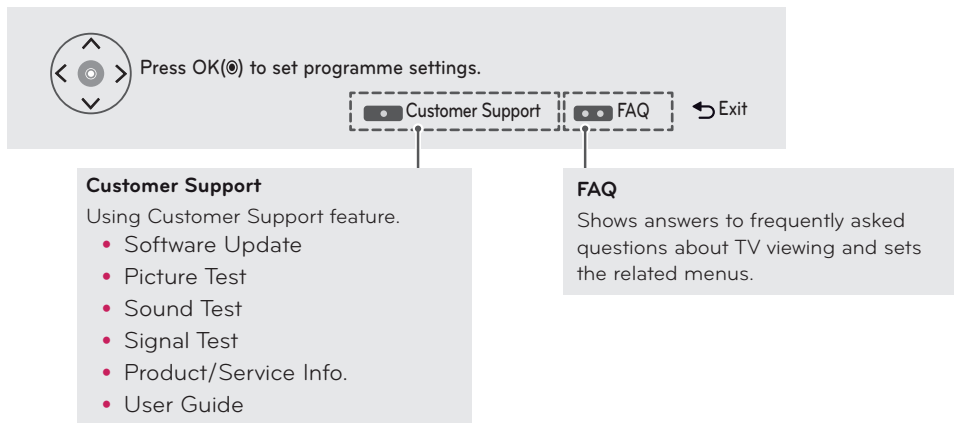 Press OK(◉) to set programme settings.
Customer Support FAQ Exit
Customer Support
Using Customer Support feature.
• Software Update
• Picture Test
• Sound Test
• Signal Test
• Product/Service Info.
• User Guide
FAQ
Shows answers to frequently asked
questions about TV viewing and sets
the related menus.